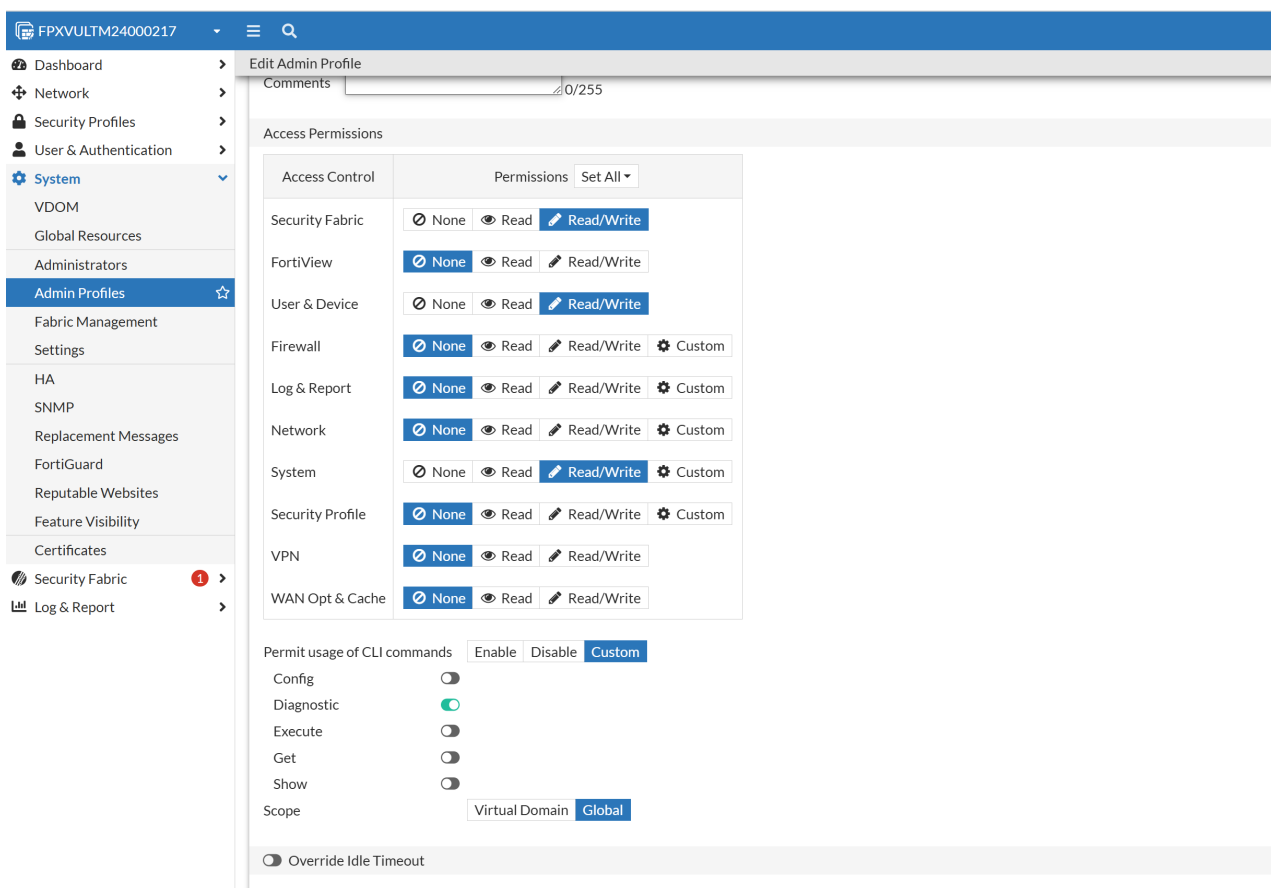 FPXVULTM24000217
Dashboard
Network
Security Profiles
User & Authentication
System
VDOM
Global Resources
Administrators
Admin Profiles
Fabric Management
Settings
HA
SNMP
Replacement Messages
FortiGuard
Reputable Websites
Feature Visibility
Certificates
Security Fabric 1
Log & Report
Edit Admin Profile
Comments 0/255
Access Permissions
Access Control Permissions Set All
Security Fabric None Read Read/Write
FortiView None Read Read/Write
User & Device None Read Read/Write
Firewall None Read Read/Write Custom
Log & Report None Read Read/Write Custom
Network None Read Read/Write Custom
System None Read Read/Write Custom
Security Profile None Read Read/Write Custom
VPN None Read Read/Write
WAN Opt & Cache None Read Read/Write
Permit usage of CLI commands Enable Disable Custom
Config
Diagnostic
Execute
Get
Show
Scope Virtual Domain Global
Override Idle Timeout